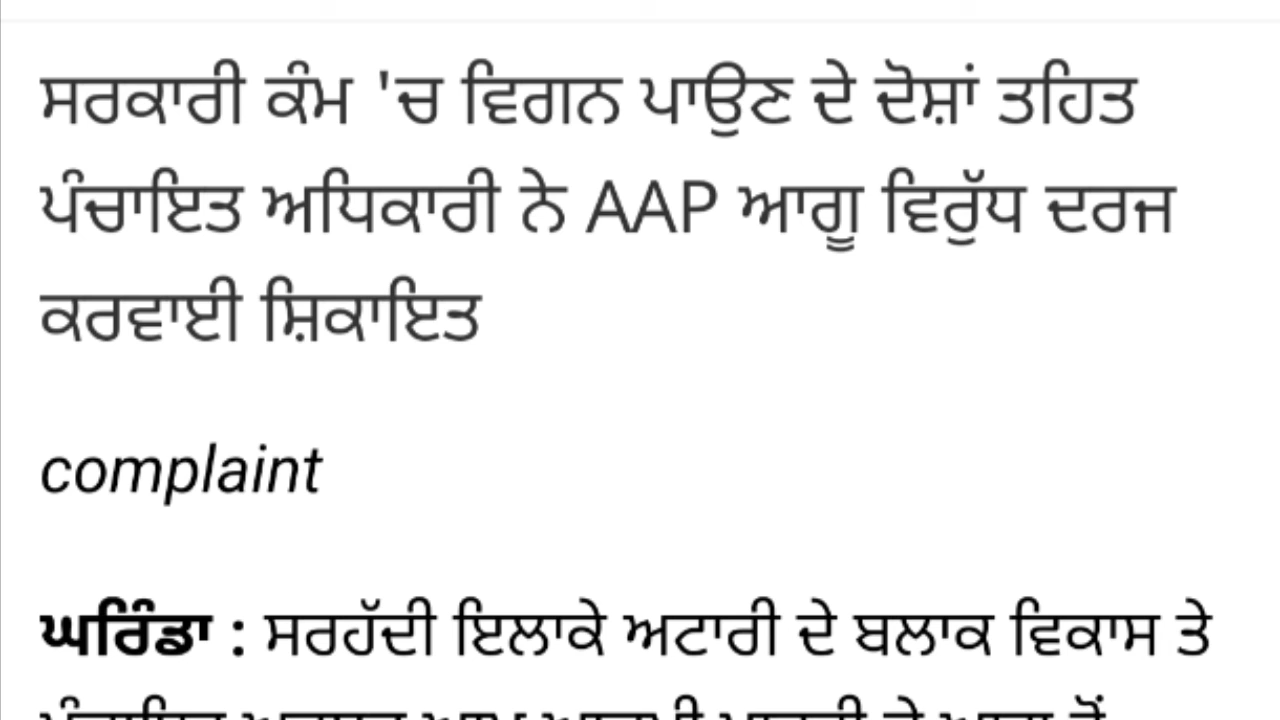 ਸਰਕਾਰੀ ਕੰਮ 'ਚ ਵਿਗਨ ਪਾਉਣ ਦੇ ਦੋਸ਼ਾਂ ਤਹਿਤ
ਪੰਚਾਇਤ ਅਧਿਕਾਰੀ ਨੇ AAP ਆਗੂ ਵਿਰੁੱਧ ਦਰਜ
ਕਰਵਾਈ ਸ਼ਿਕਾਇਤ
complaint
ਘਰਿੰਡਾ : ਸਰਹੱਦੀ ਇਲਾਕੇ ਅਟਾਰੀ ਦੇ ਬਲਾਕ ਵਿਕਾਸ ਤੇ